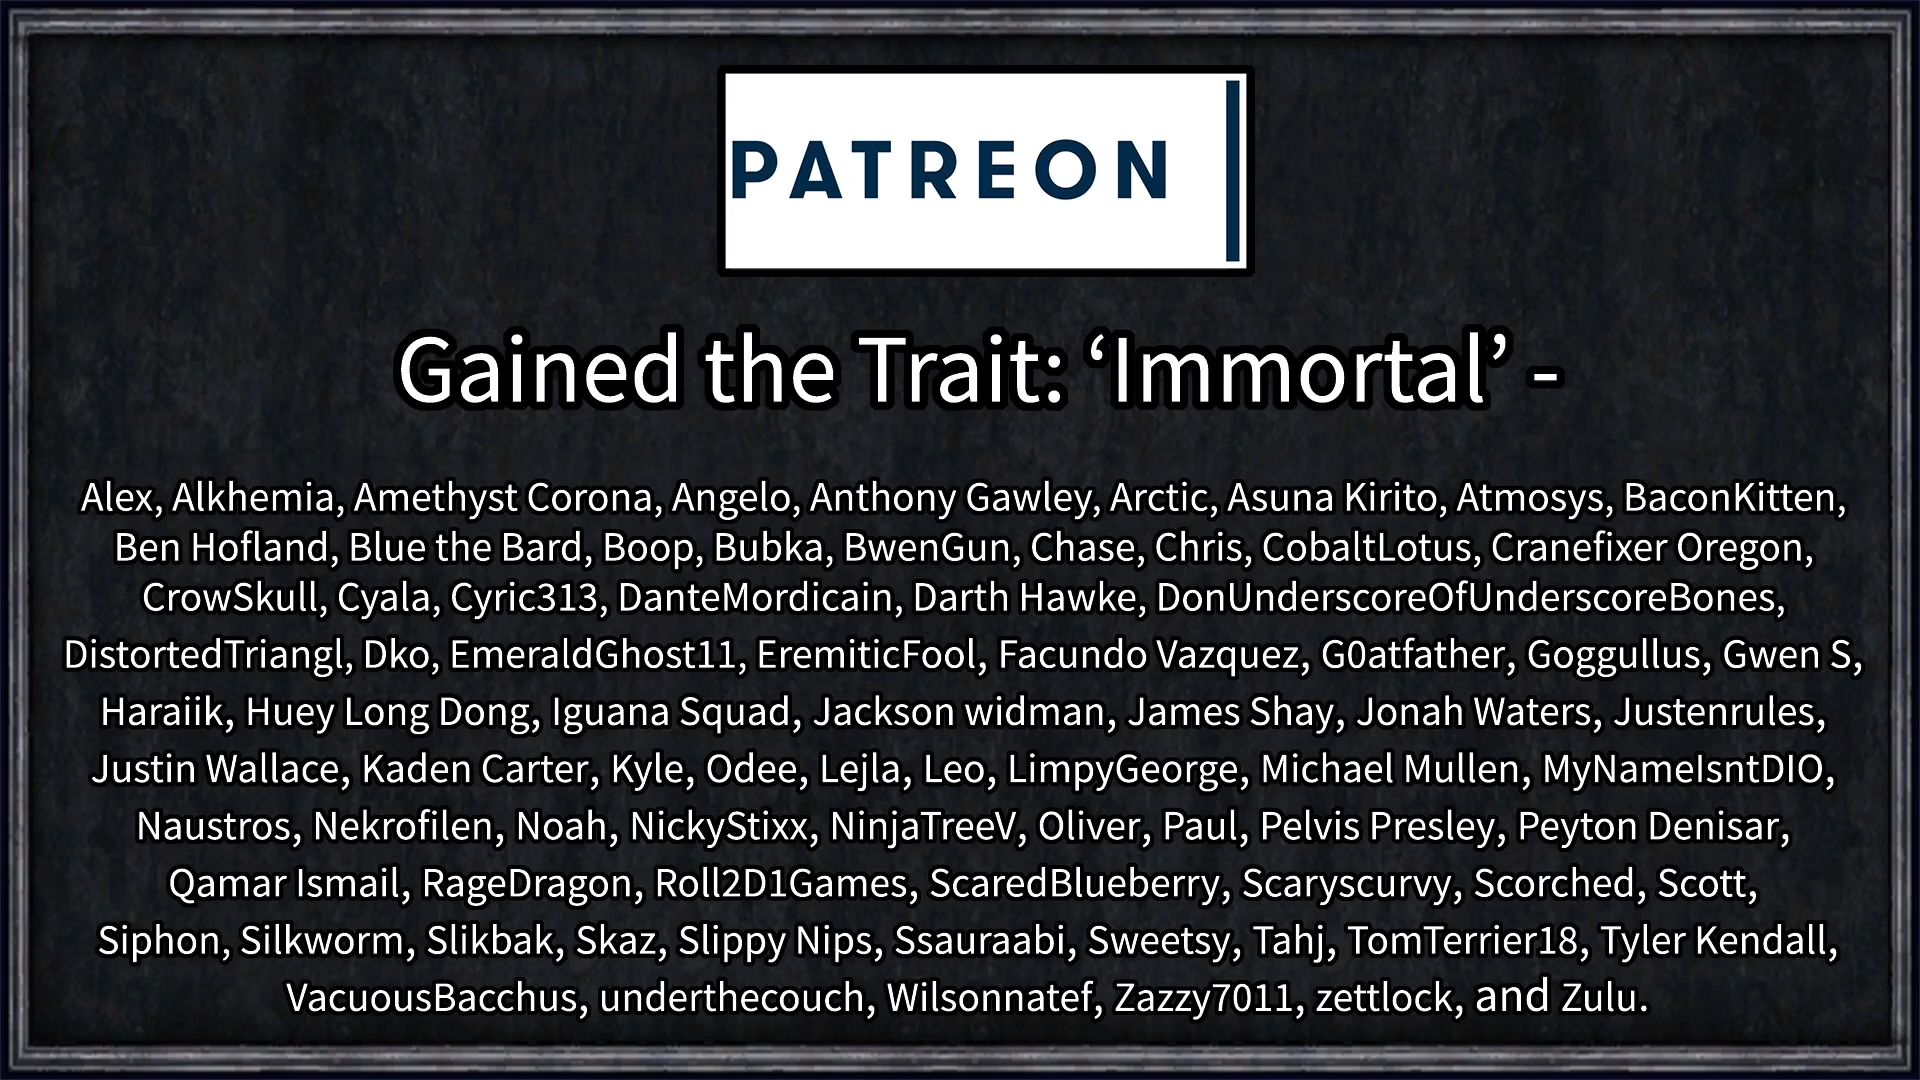 PATREON
Gained the Trait: ‘Immortal’ -
Alex, Alkhemia, Amethyst Corona, Angelo, Anthony Gawley, Arctic, Asuna Kirito, Atmosys, BaconKitten,
Ben Hofland, Blue the Bard, Boop, Bubka, BwenGun, Chase, Chris, CobaltLotus, Cranefixer Oregon,
CrowSkull, Cyala, Cyric313, DanteMordicain, Darth Hawke, DonUnderscoreOfUnderscoreBones,
DistortedTriangl, Dko, EmeraldGhost11, EremiticFool, Facundo Vazquez, G0atfather, Goggullus, Gwen S,
Haraiik, Huey Long Dong, Iguana Squad, Jackson widman, James Shay, Jonah Waters, Justenrules,
Justin Wallace, Kaden Carter, Kyle, Odee, Lejla, Leo, LimpyGeorge, Michael Mullen, MyNameIsntDIO,
Naustros, Nekrofilen, Noah, NickyStixx, NinjaTreeV, Oliver, Paul, Pelvis Presley, Peyton Denisar,
Qamar Ismail, RageDragon, Roll2D1Games, ScaredBlueberry, Scaryscurvy, Scorched, Scott,
Siphon, Silkworm, Slikbak, Skaz, Slippy Nips, Ssauraabi, Sweetsy, Tahj, TomTerrier18, Tyler Kendall,
VacuousBacchus, underthecouch, Wilsonnatef, Zazzy7011, zettlock, and Zulu.